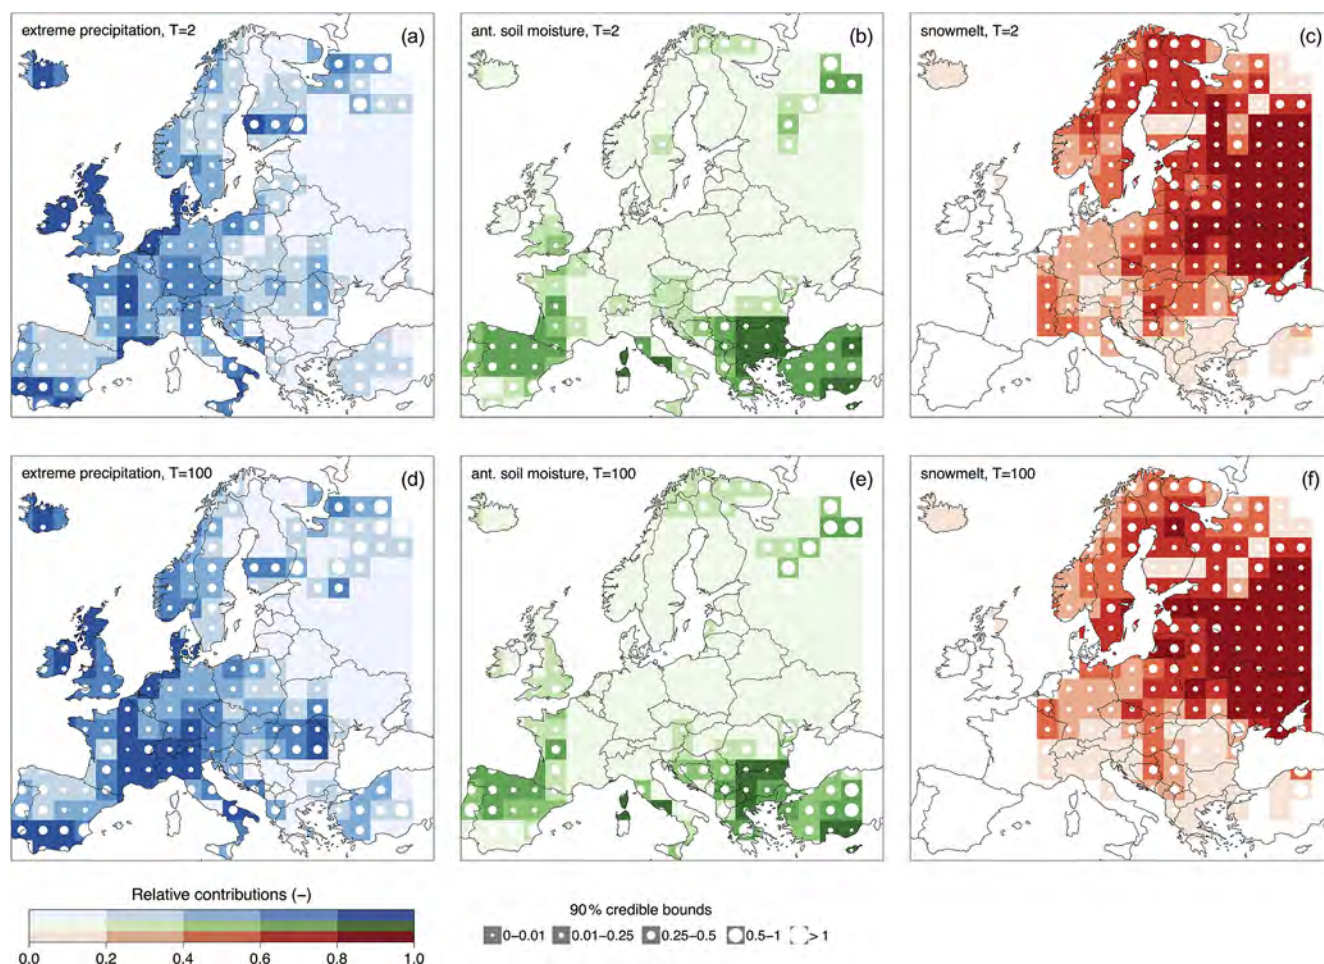 extreme precipitation, T=2
(a)
ant. soil moisture, T=2
(b)
snowmelt, T=2
(c)
extreme precipitation, T=100
(d)
ant. soil moisture, T=100
(e)
snowmelt, T=100
(f)
Relative contributions (–)
0.0 0.2 0.4 0.6 0.8 1.0
90% credible bounds
0–0.01 0.01–0.25 0.25–0.5 0.5–1 > 1